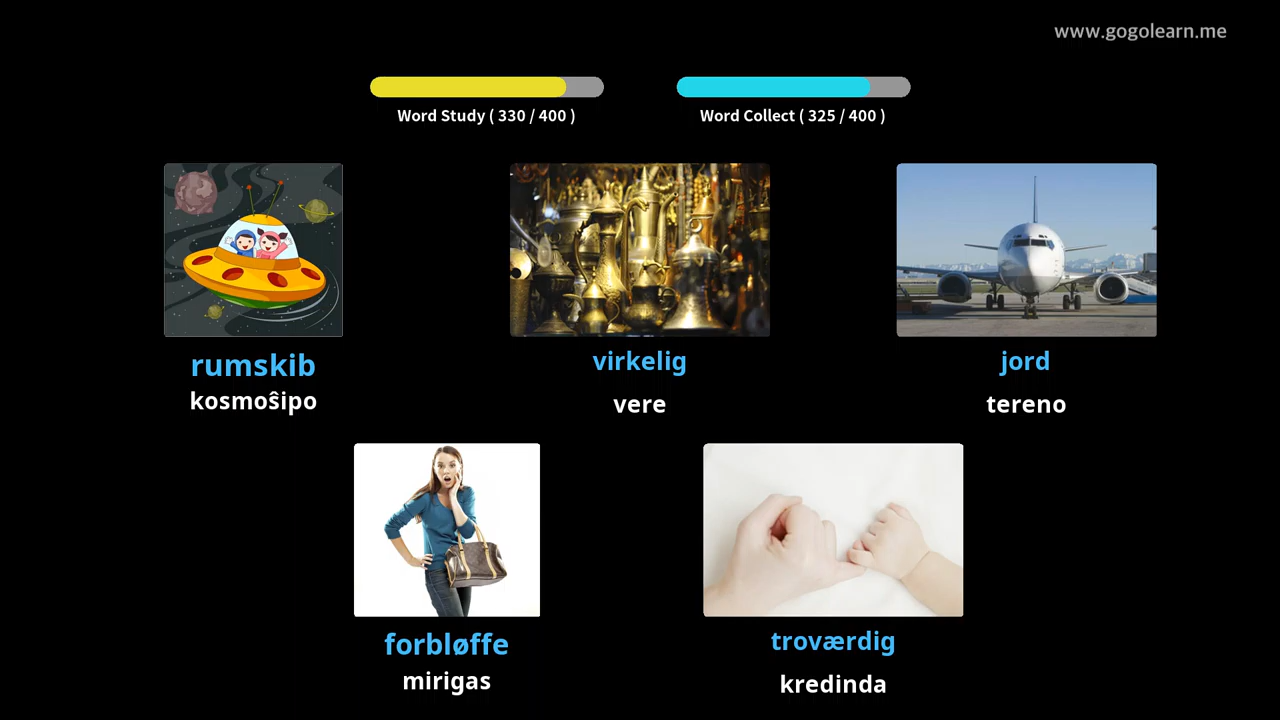 www.gogolearn.me
Word Study ( 330 / 400 )
Word Collect ( 325 / 400 )
rumskib
kosmoŝipo
virkelig
vere
jord
tereno
forbløffe
mirigas
troværdig
kredinda